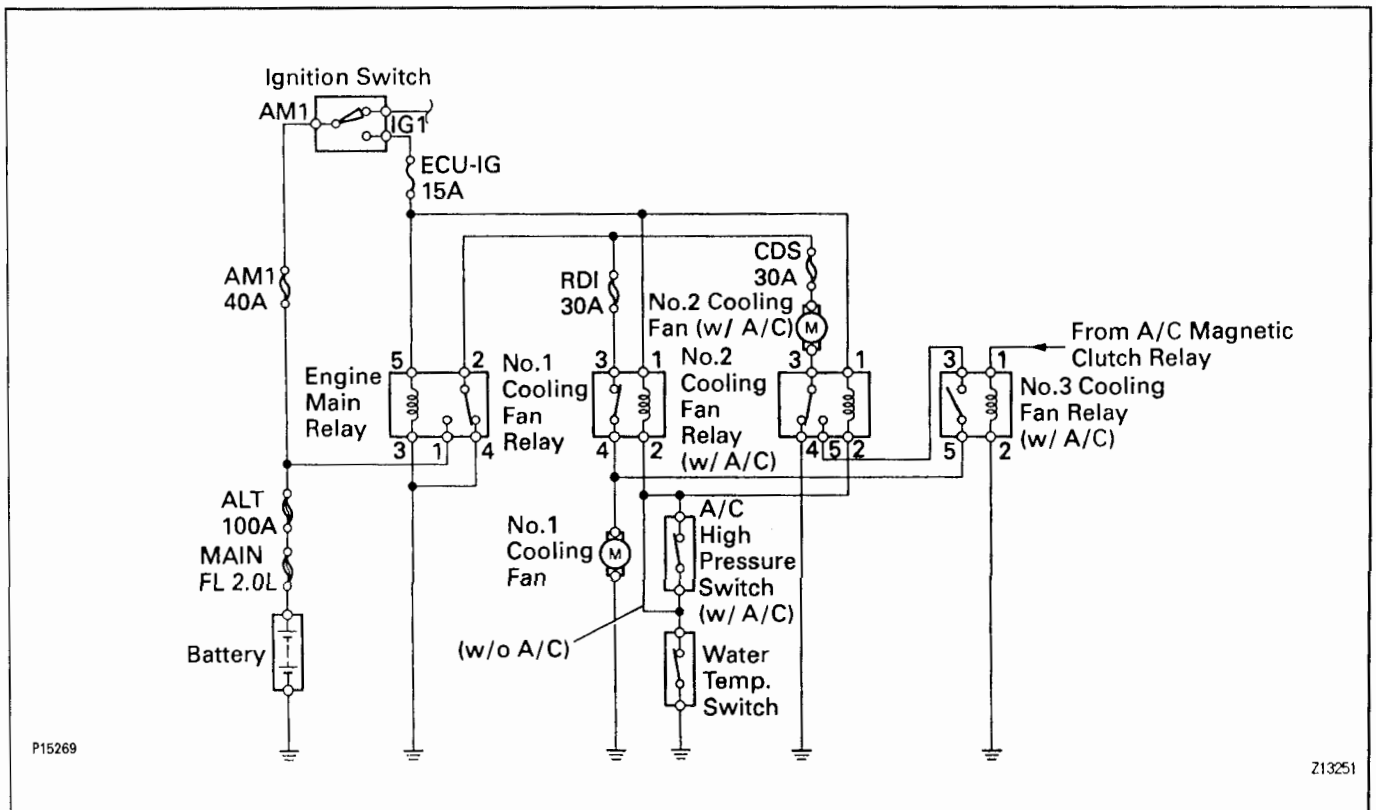 Ignition Switch
AM1
IG1
ECU-IG
15A
AM1
40A
RDI
30A
CDS
30A
No.2 Cooling
Fan (w/ A/C)
M
From A/C Magnetic
Clutch Relay
Engine
Main
Relay
5
2
3
1
4
No.1
Cooling
Fan
Relay
3
1
4
2
No.2
Cooling
Fan
Relay
(w/ A/C)
3
1
4
5
2
3
1
5
2
No.3 Cooling
Fan Relay
(w/ A/C)
ALT
100A
MAIN
FL 2.0L
Battery
No.1
Cooling
Fan
M
(w/o A/C)
A/C
High
Pressure
Switch
(w/ A/C)
Water
Temp.
Switch
P15269
Z13251